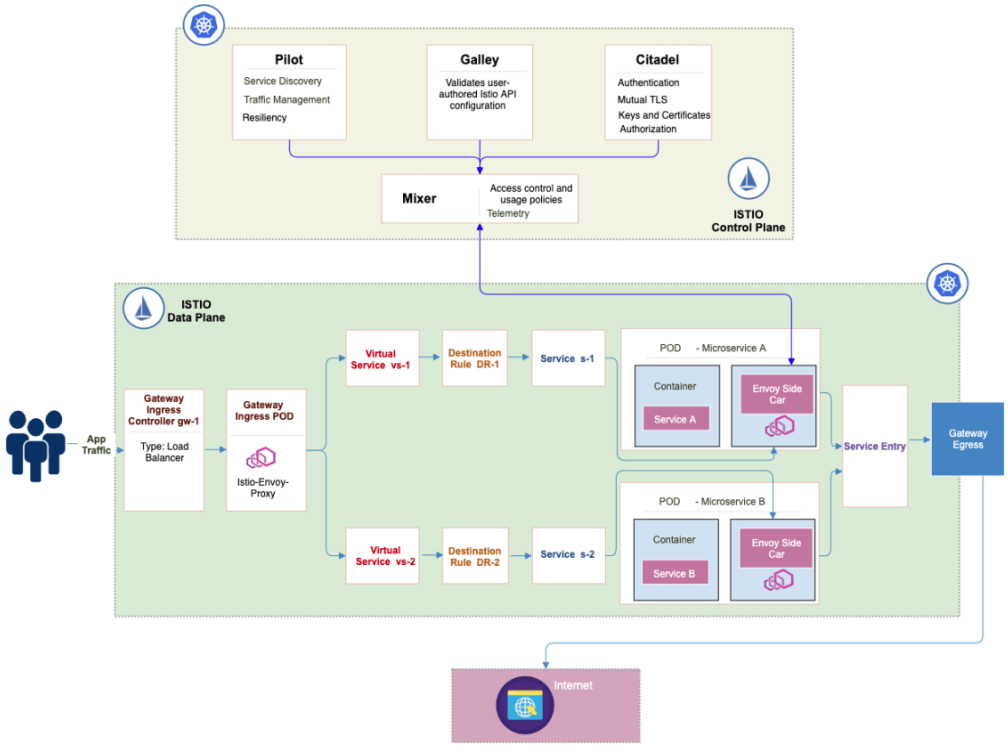 Pilot
Service Discovery
Traffic Management
Resiliency
Galley
Validates user-
authored Istio API
configuration
Citadel
Authentication
Mutual TLS
Keys and Certificates
Authorization
Mixer
Access control and
usage policies
Telemetry
ISTIO
Control Plane
ISTIO
Data Plane
App
Traffic
Gateway
Ingress
Controller gw-1
Type: Load
Balancer
Gateway
Ingress POD
Istio-Envoy-
Proxy
Virtual
Service vs-1
Destination
Rule DR-1
Service s-1
POD - Microservice A
Container
Service A
Envoy Side
Car
Virtual
Service vs-2
Destination
Rule DR-2
Service s-2
POD - Microservice B
Container
Service B
Envoy Side
Car
Service Entry
Gateway
Egress
Internet